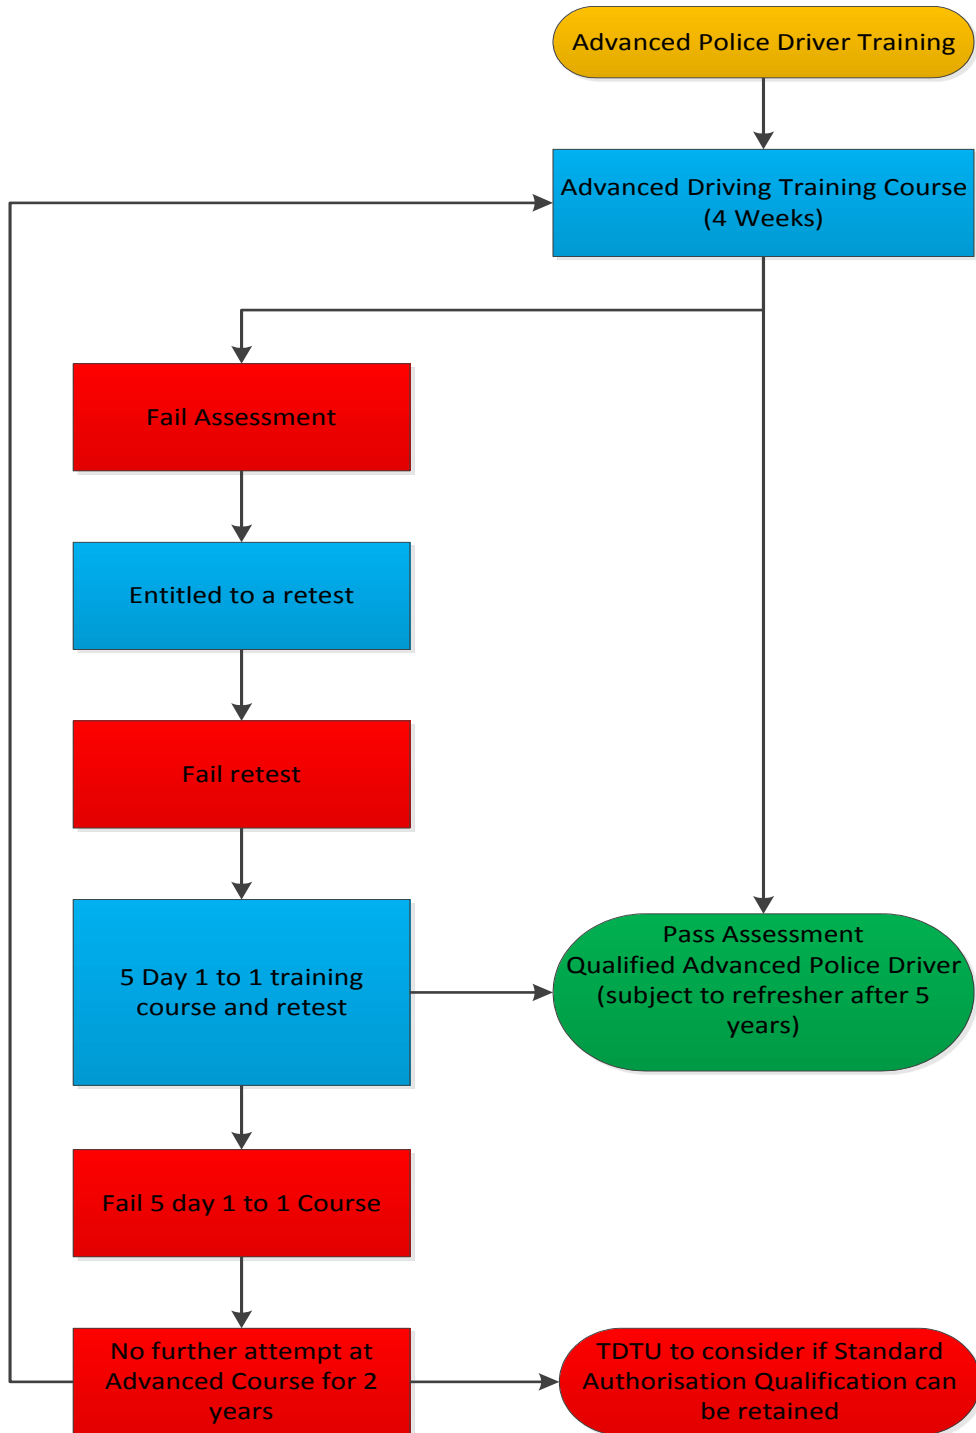 Advanced Police Driver Training
Advanced Driving Training Course
(4 Weeks)
Fail Assessment
Entitled to a retest
Fail retest
5 Day 1 to 1 training
course and retest
Pass Assessment
Qualified Advanced Police Driver
(subject to refresher after 5
years)
Fail 5 day 1 to 1 Course
No further attempt at
Advanced Course for 2
years
TDTU to consider if Standard
Authorisation Qualification can
be retained